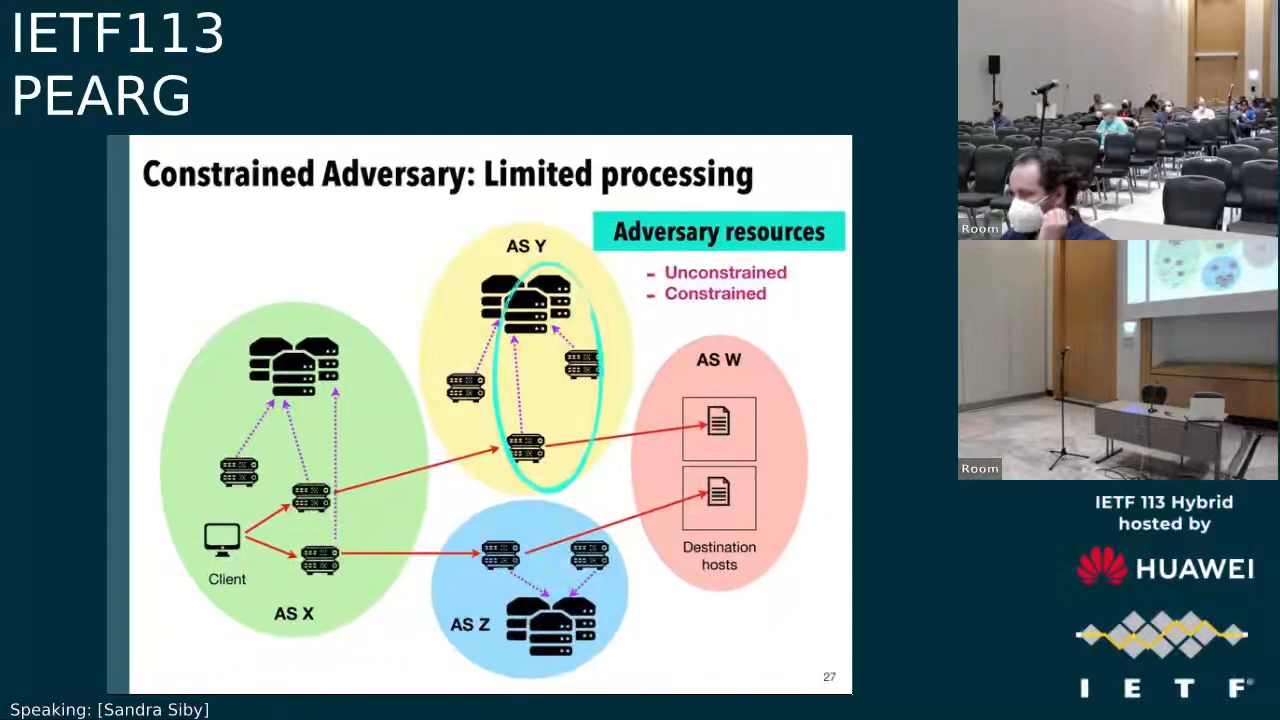 IETF113
PEARG
Constrained Adversary: Limited processing
Adversary resources
- Unconstrained
- Constrained
AS Y
AS W
Destination
hosts
Client
AS X
AS Z
27
Room
Room
IETF 113 Hybrid
hosted by
HUAWEI
I E T F®
Speaking: [Sandra Siby]